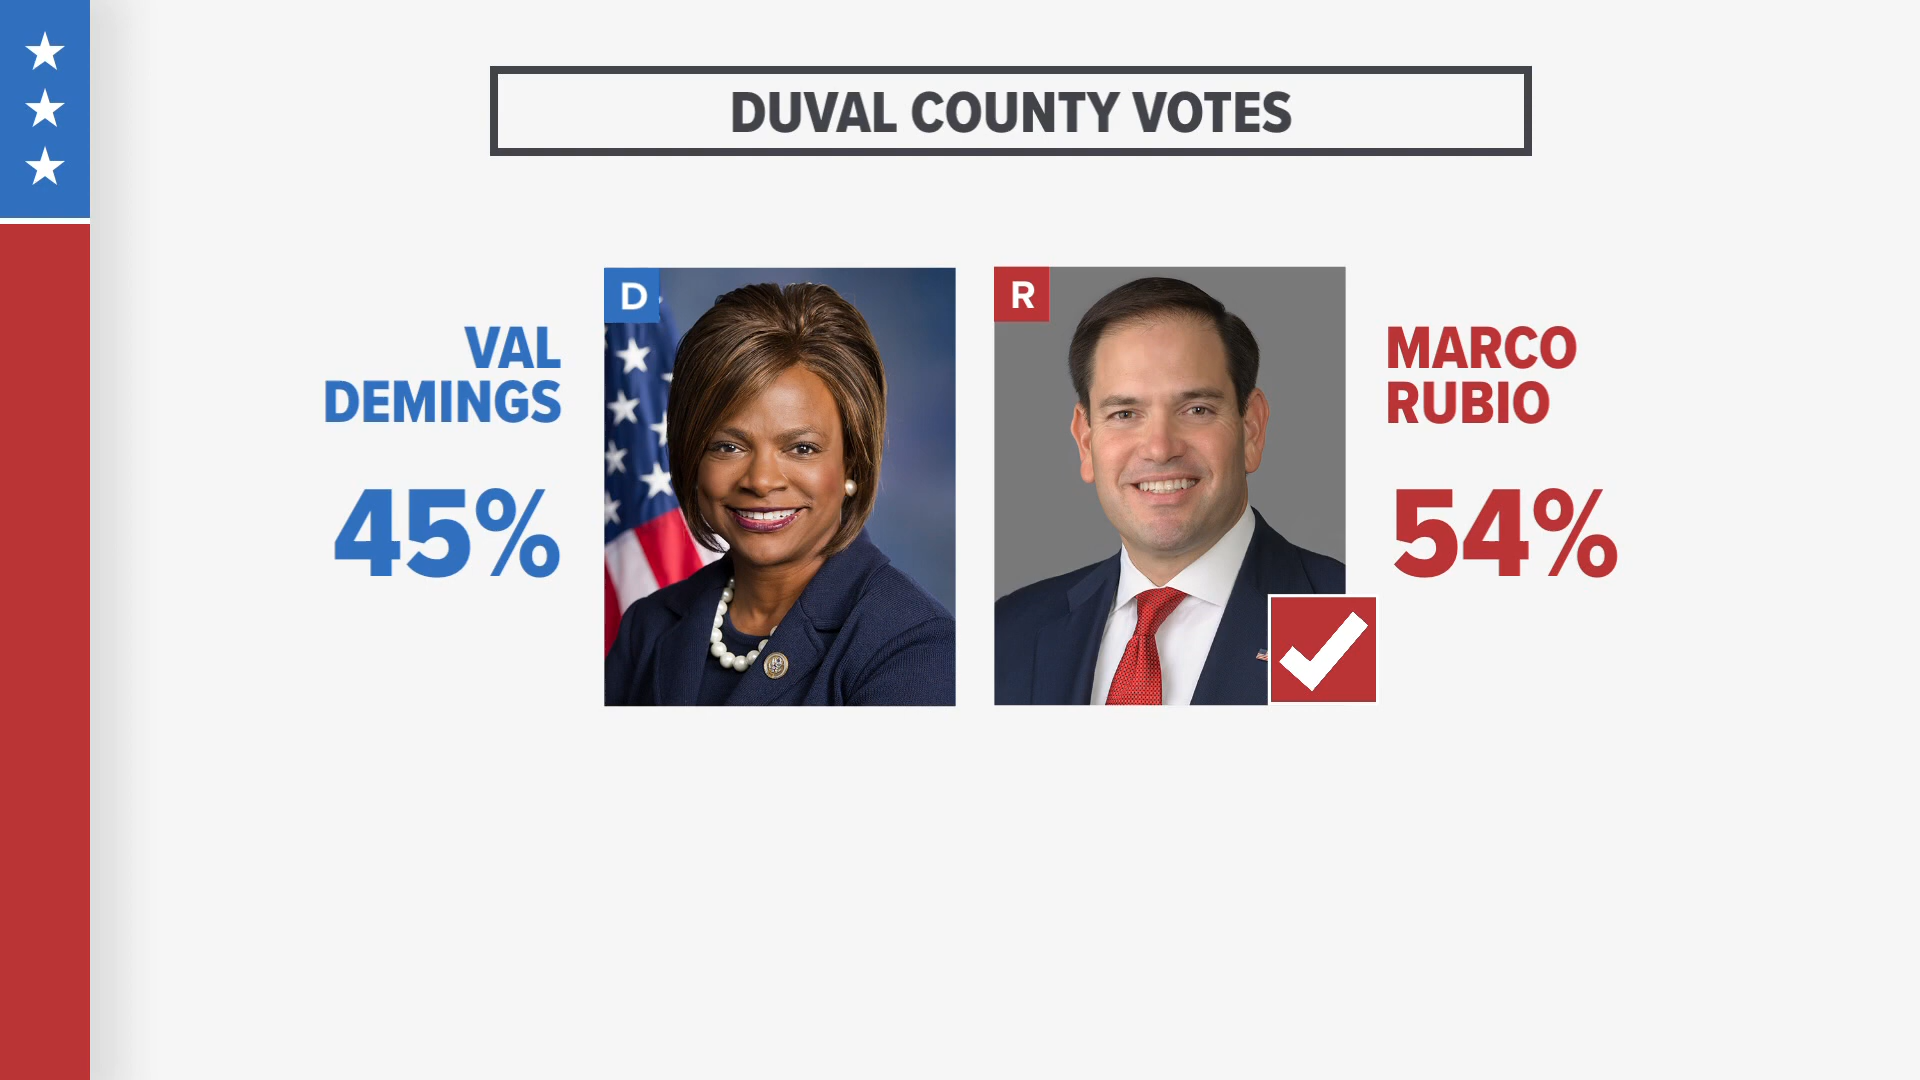 DUVAL COUNTY VOTES
D
VAL
DEMINGS
45%
R
MARCO
RUBIO
54%